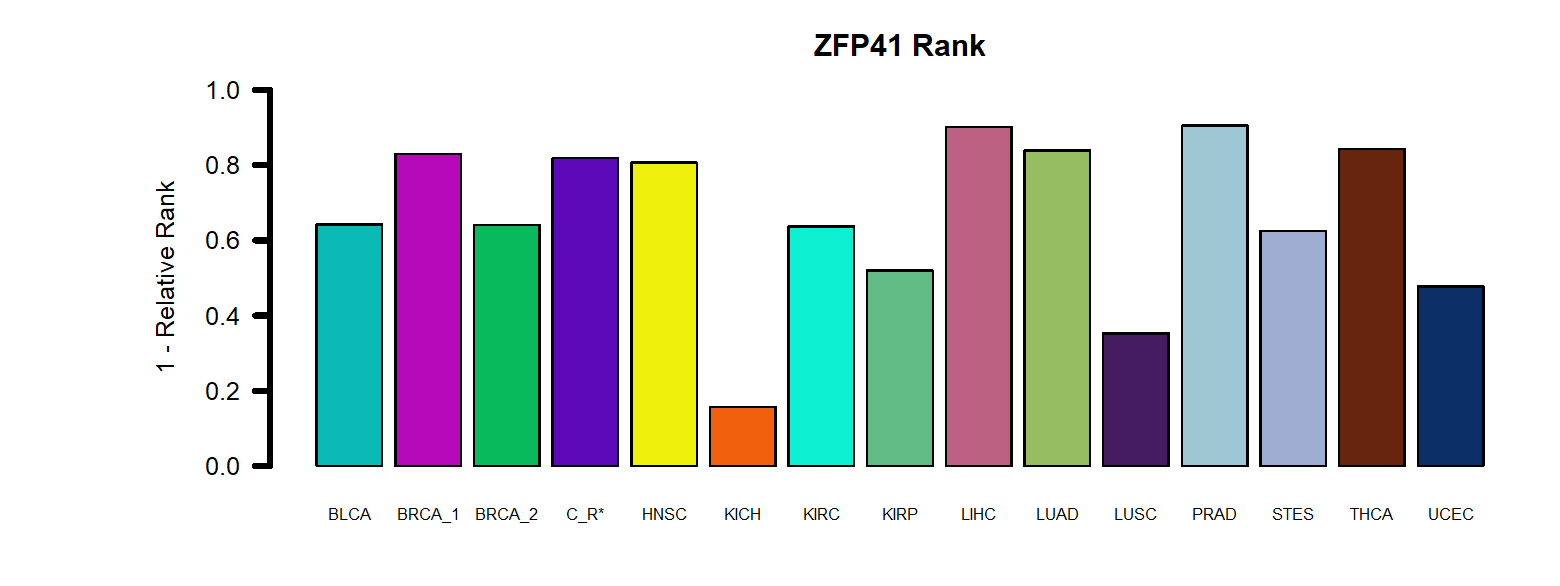 ZFP41 Rank
1 - Relative Rank
1.0
0.8
0.6
0.4
0.2
0.0
BLCA BRCA_1 BRCA_2 C_R* HNSC KICH KIRC KIRP LIHC LUAD LUSC PRAD STES THCA UCEC